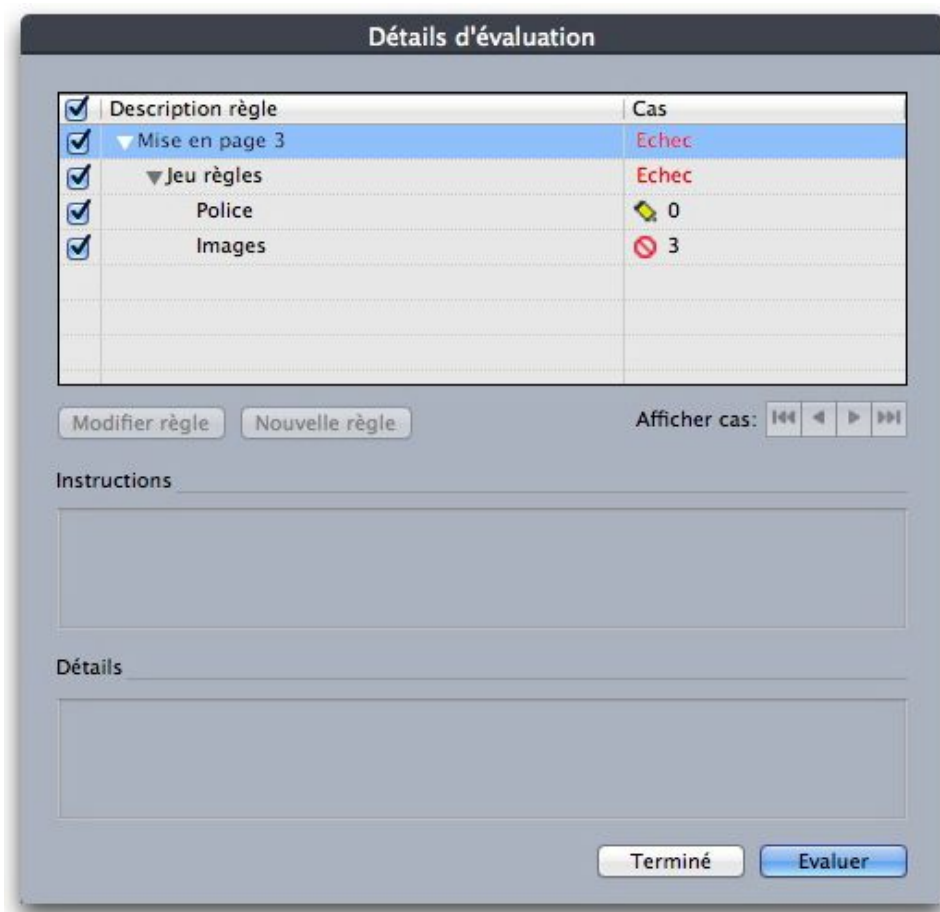 Détails d'évaluation
Description règle Cas
Mise en page 3 Echec
Jeu règles Echec
Police 0
Images 3
Modifier règle Nouvelle règle Afficher cas:
Instructions
Détails
Terminé Evaluer